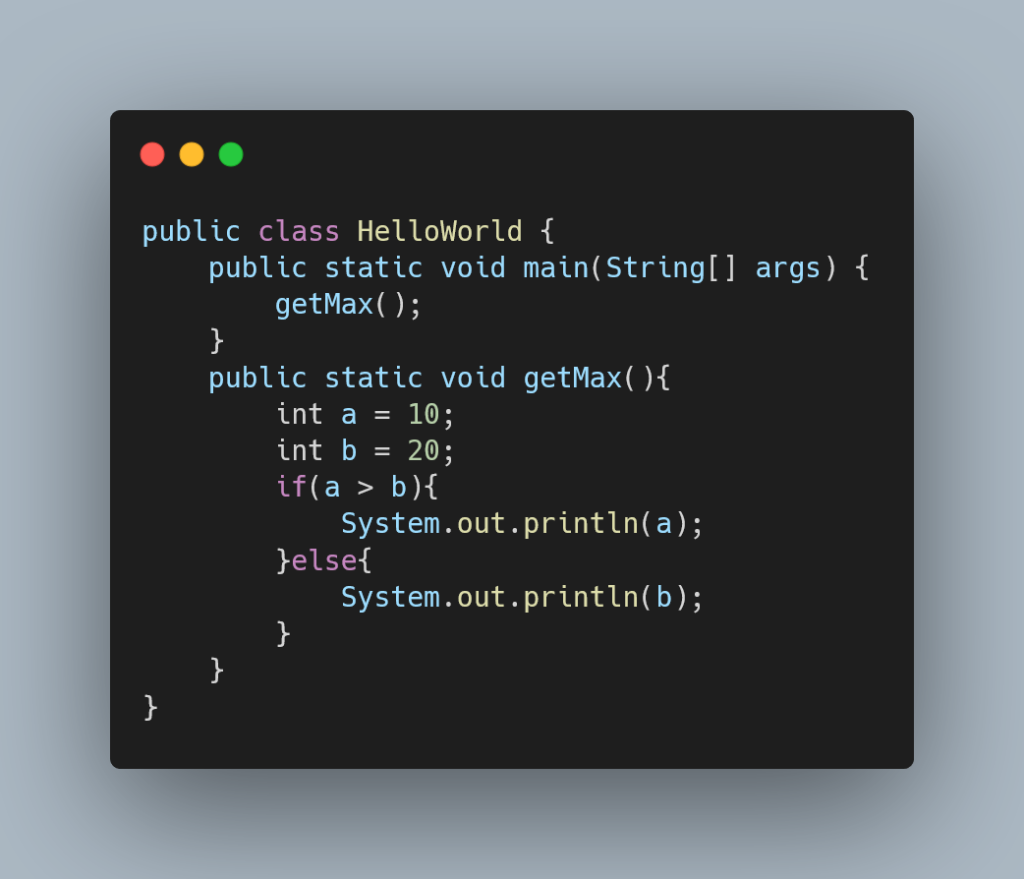 public class HelloWorld {
    public static void main(String[] args) {
        getMax();
    }
    public static void getMax(){
        int a = 10;
        int b = 20;
        if(a > b){
            System.out.println(a);
        }else{
            System.out.println(b);
        }
    }
}